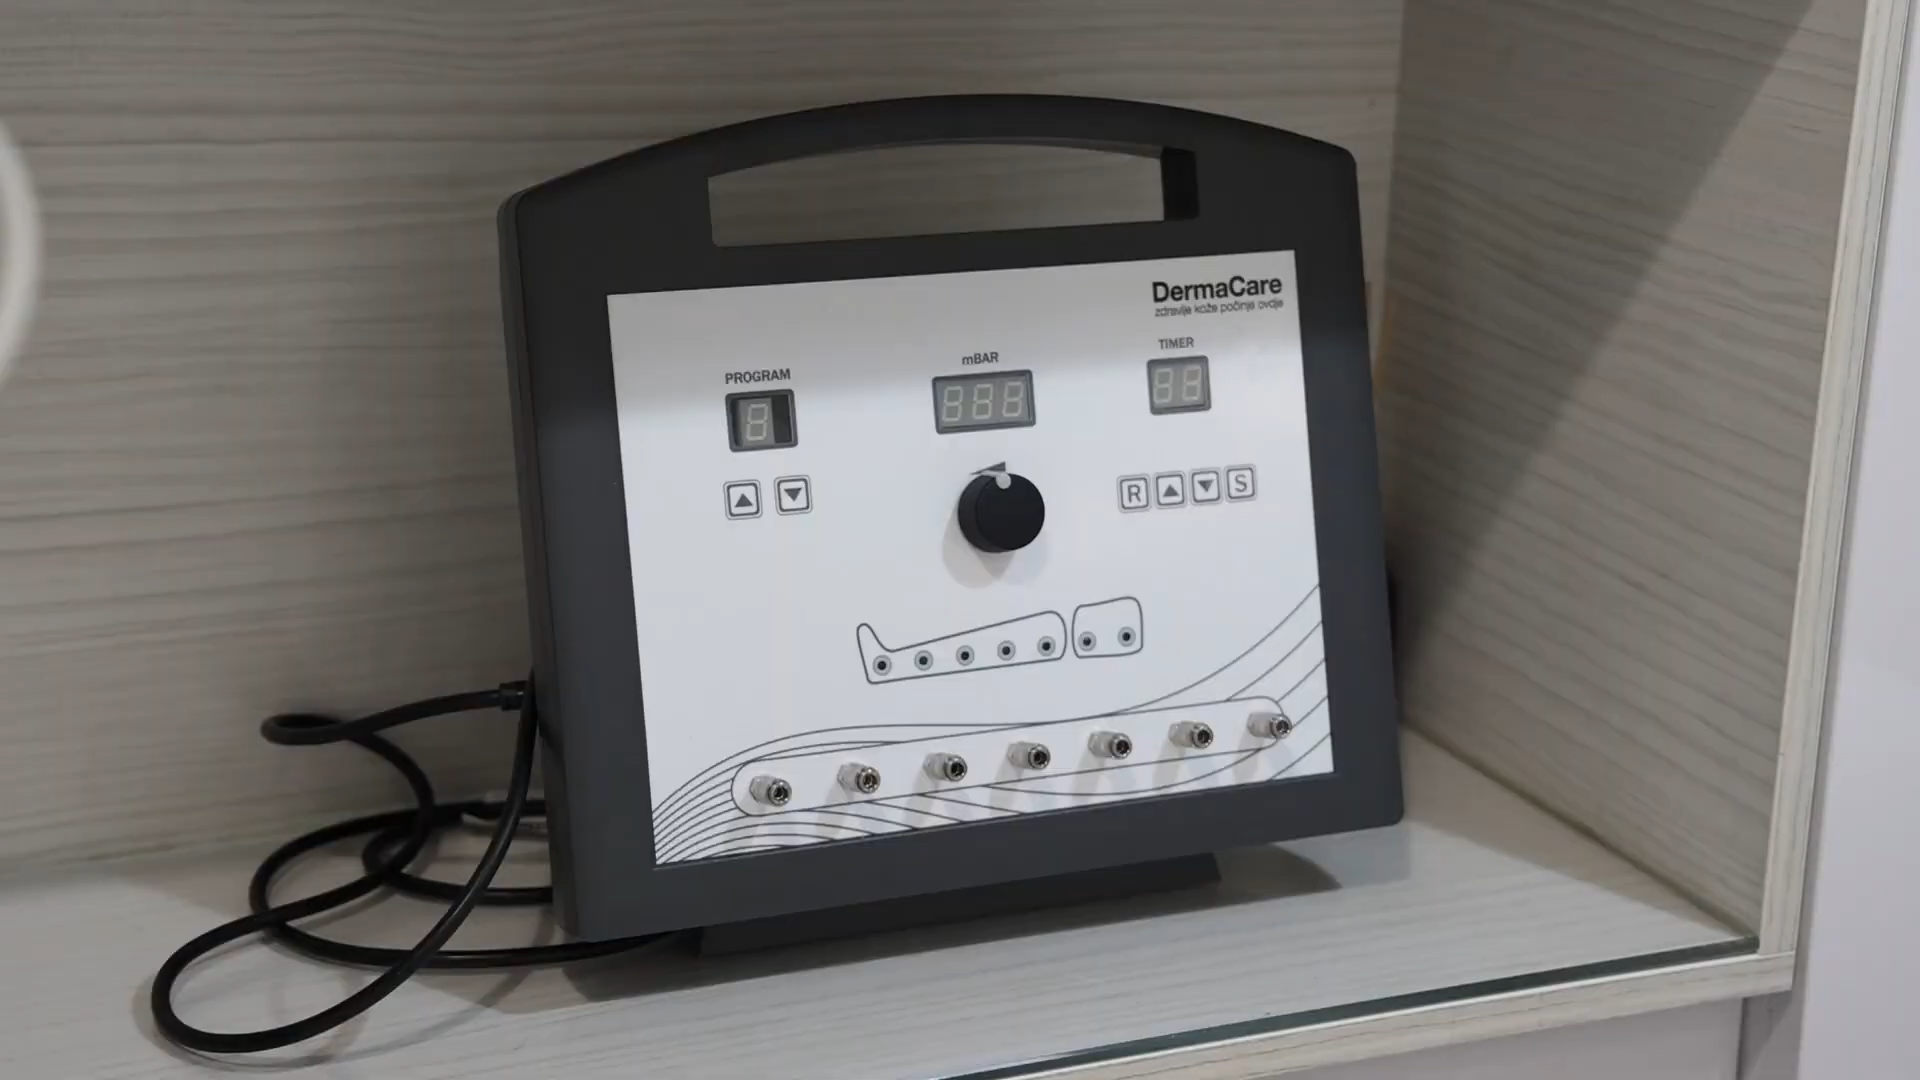 DermaCare
zdravlje kože počinje ovdje
PROGRAM
mBAR
TIMER
R
S